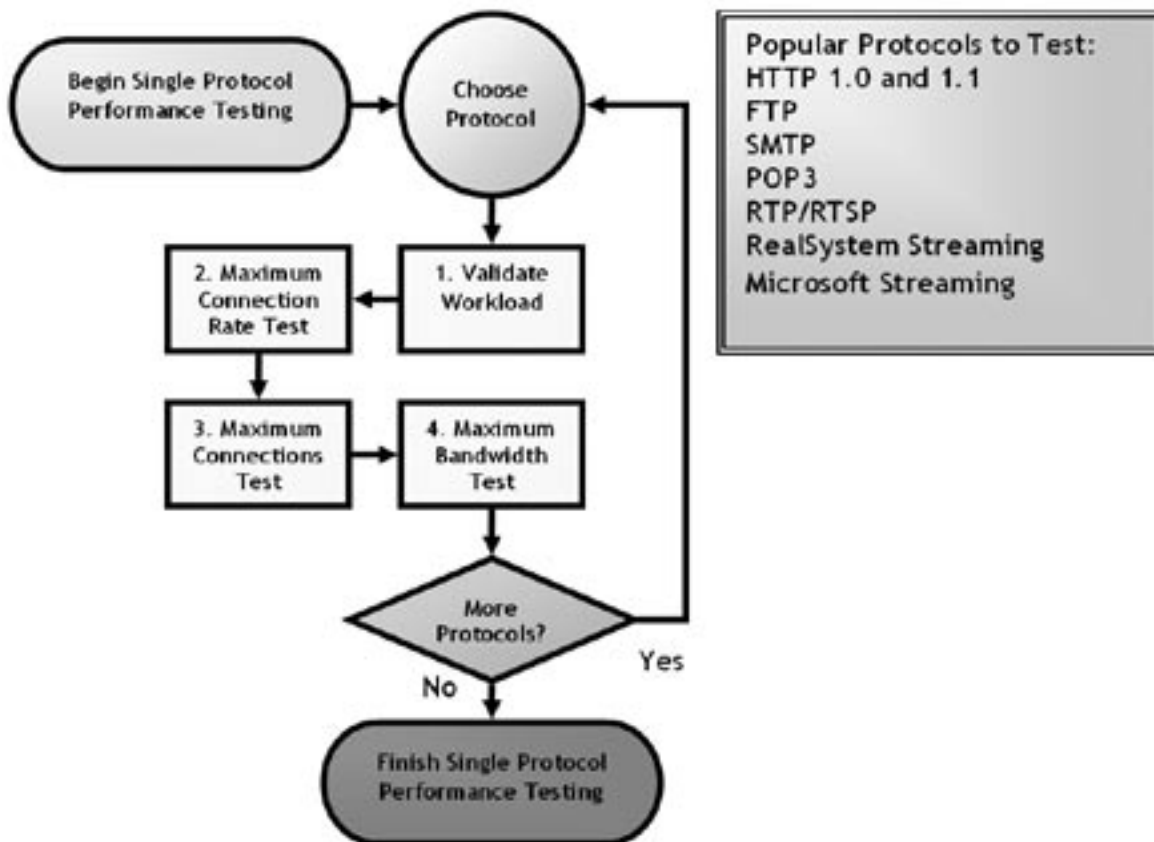 Begin Single Protocol
Performance Testing
Choose
Protocol
1. Validate
Workload
2. Maximum
Connection
Rate Test
3. Maximum
Connections
Test
4. Maximum
Bandwidth
Test
More
Protocols?
Yes
No
Finish Single Protocol
Performance Testing
Popular Protocols to Test:
HTTP 1.0 and 1.1
FTP
SMTP
POP3
RTP/RTSP
RealSystem Streaming
Microsoft Streaming